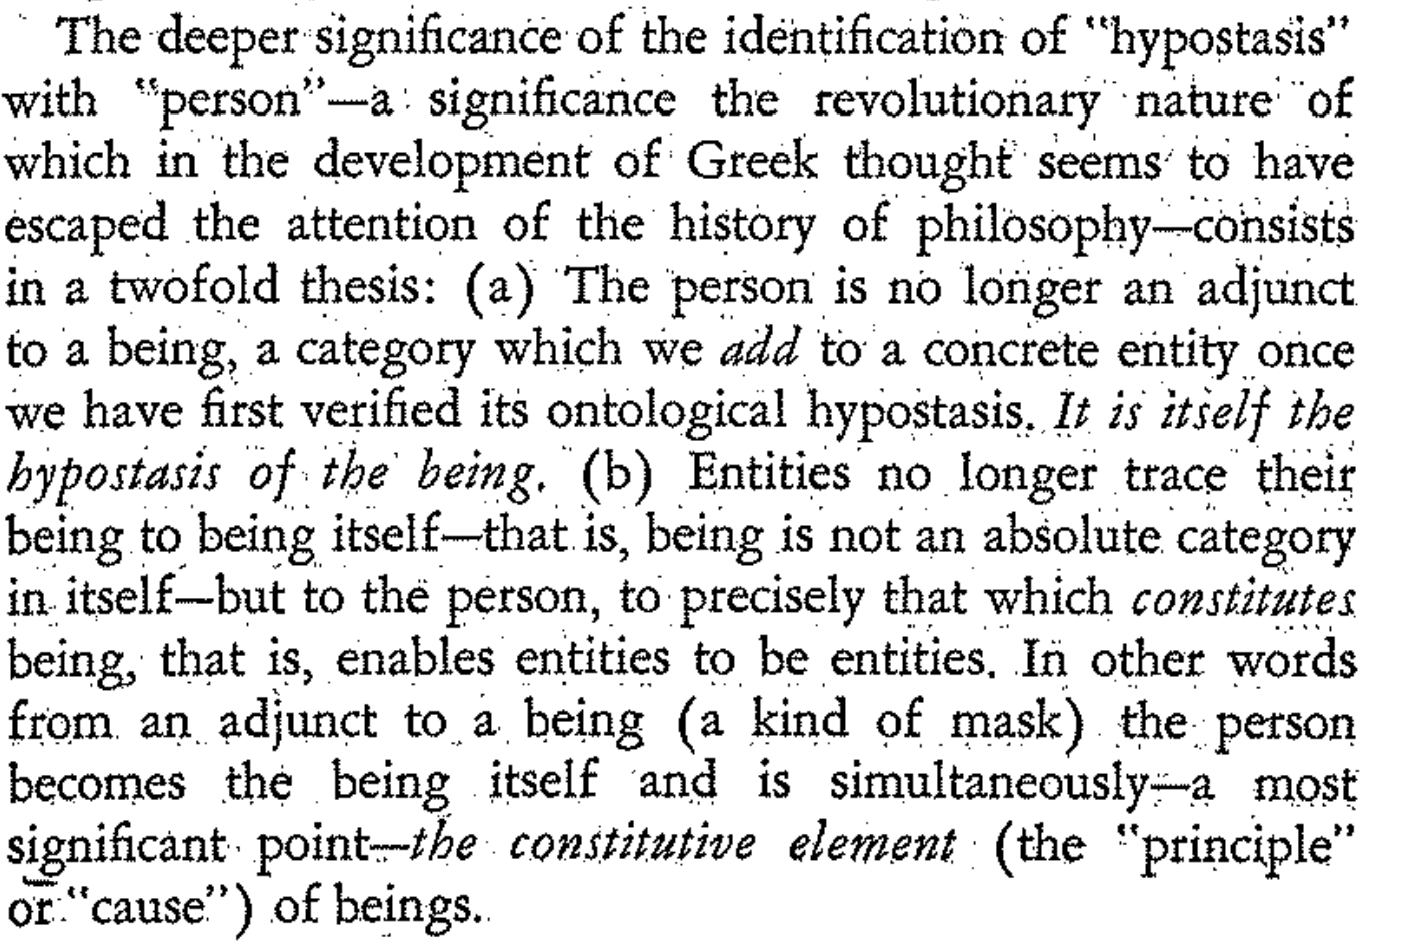 The deeper significance of the identification of "hypostasis"
with "person"—a significance the revolutionary nature of
which in the development of Greek thought seems to have
escaped the attention of the history of philosophy—consists
in a twofold thesis: (a) The person is no longer an adjunct
to a being, a category which we add to a concrete entity once
we have first verified its ontological hypostasis. It is itself the
hypostasis of the being. (b) Entities no longer trace their
being to being itself—that is, being is not an absolute category
in itself—but to the person, to precisely that which constitutes
being, that is, enables entities to be entities. In other words
from an adjunct to a being (a kind of mask) the person
becomes the being itself and is simultaneously—a most
significant point—the constitutive element (the "principle"
or "cause") of beings.